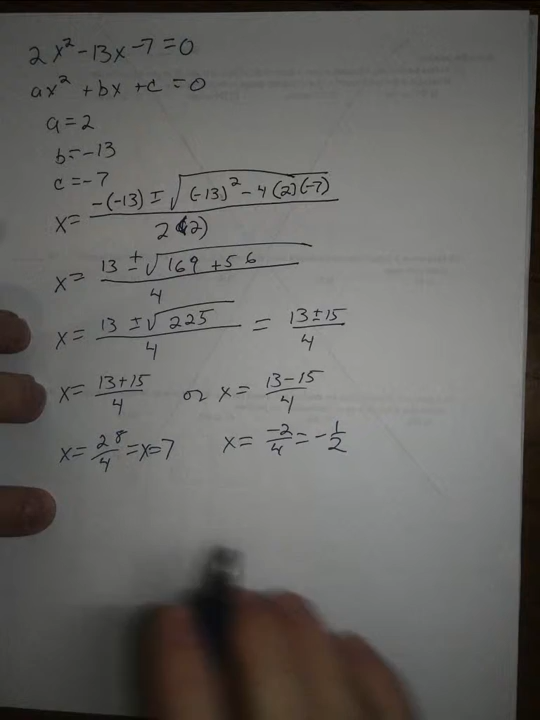 2x² - 13x - 7 = 0
ax² + bx + c = 0
a = 2
b = -13
c = -7
x = (-(-13) ± √((-13)² - 4(2)(-7))) / 2(2)
x = (13 ± √(169 + 56)) / 4
x = (13 ± √225) / 4 = (13 ± 15) / 4
x = (13 + 15) / 4 or x = (13 - 15) / 4
x = 28/4 = x = 7 x = -2/4 = -1/2